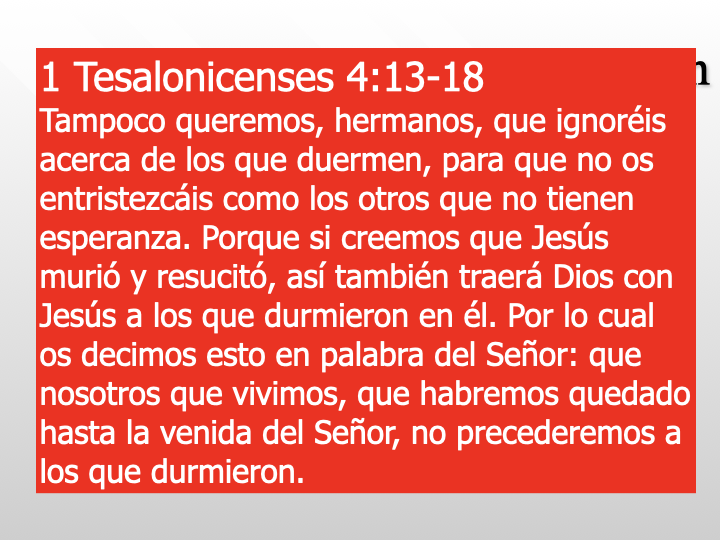 1 Tesalonicenses 4:13-18
Tampoco queremos, hermanos, que ignoréis
acerca de los que duermen, para que no os
entristezcáis como los otros que no tienen
esperanza. Porque si creemos que Jesús
murió y resucitó, así también traerá Dios con
Jesús a los que durmieron en él. Por lo cual
os decimos esto en palabra del Señor: que
nosotros que vivimos, que habremos quedado
hasta la venida del Señor, no precederemos a
los que durmieron.